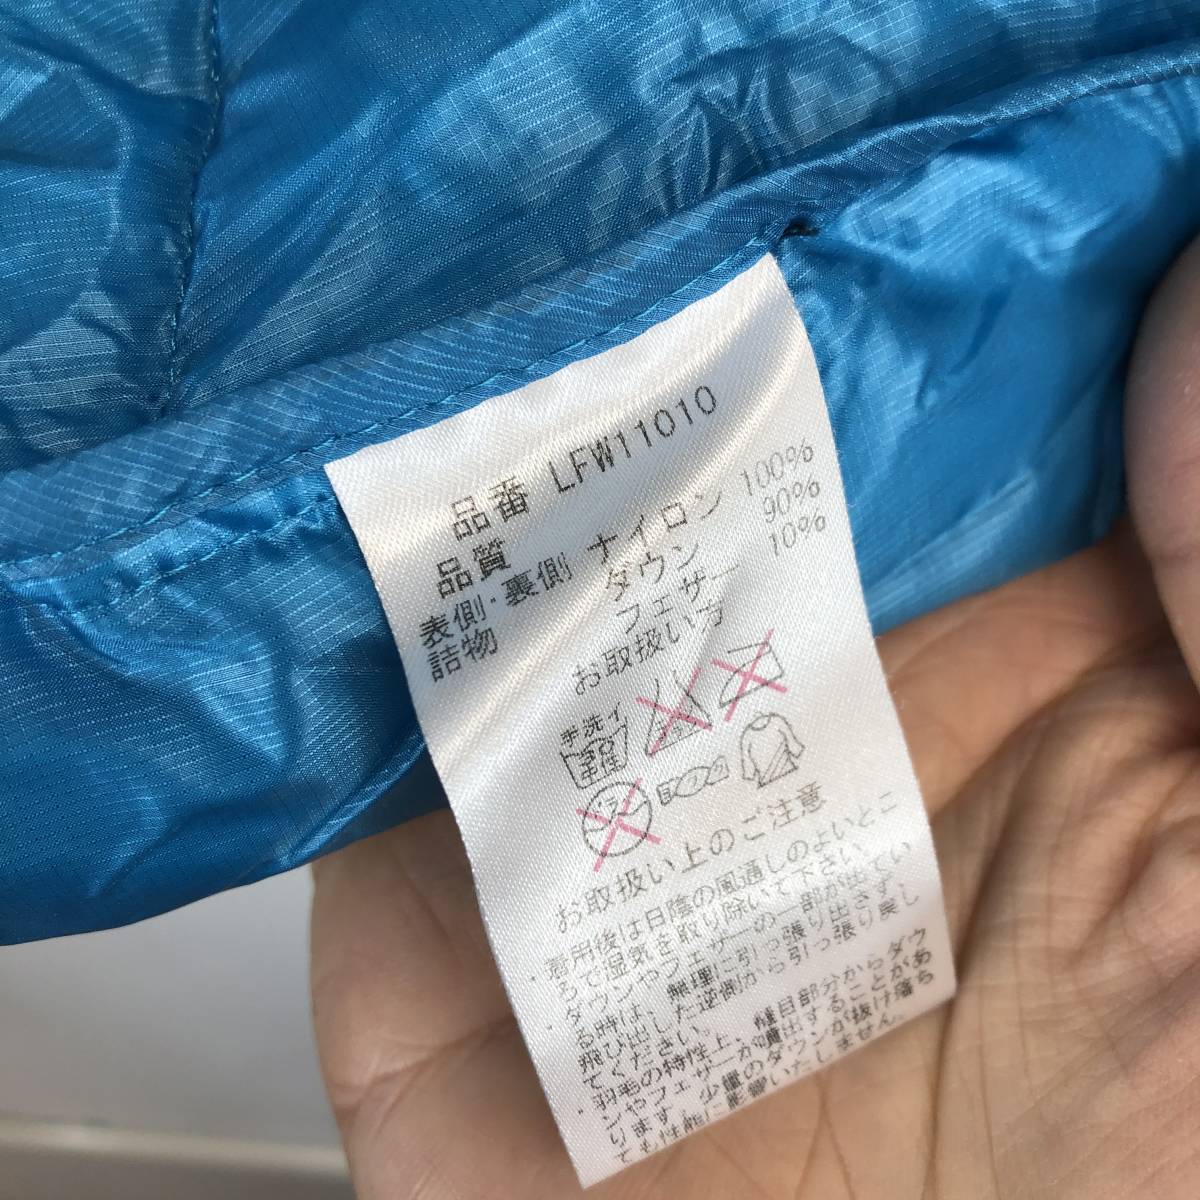 品番 LFW11010
品質
表側・裏側 ナイロン 100%
詰物 ダウン 90%
フェザー 10%
お取扱い方
手洗イ
お取扱い上のご注意
・着用後は日陰の風通しのよいとこ
ろで湿気を取り除いて下さい。
・ダウンやフェザーの一部が出てい
る時は、無理に引っ張り出さず、
飛び出した逆側から引っ張り戻し
てください。
・羽毛の特性上、縫目部分からダウ
ンやフェザーが噴出することがあ
ります。少量のダウンが抜け落ち
ても性能に影響いたしません。